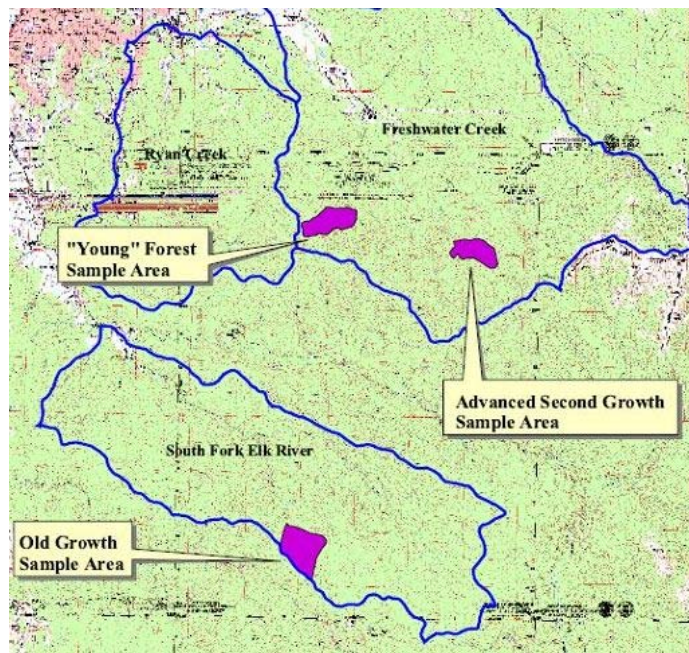 Freshwater Creek
Ryan Creek
"Young" Forest
Sample Area
Advanced Second Growth
Sample Area
South Fork Elk River
Old Growth
Sample Area